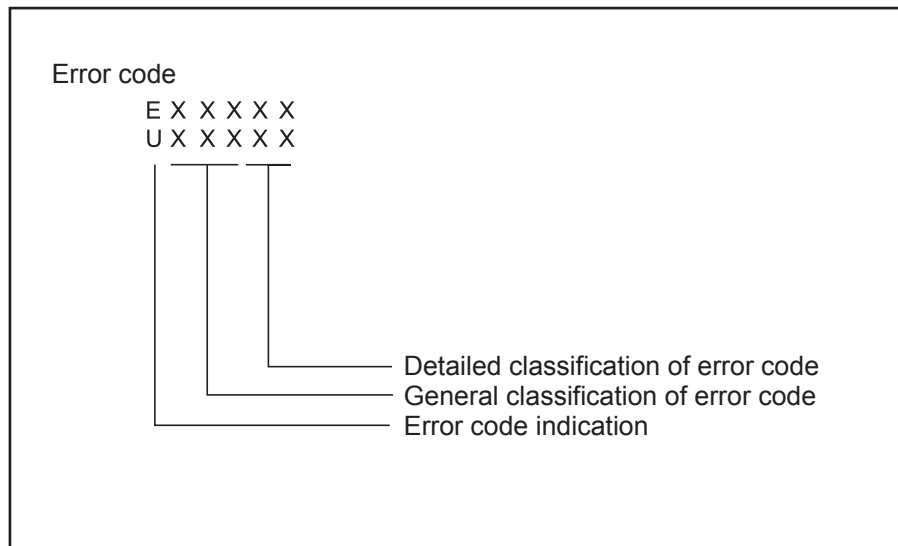 Error code
E X X X X X
U X X X X X
Detailed classification of error code
General classification of error code
Error code indication